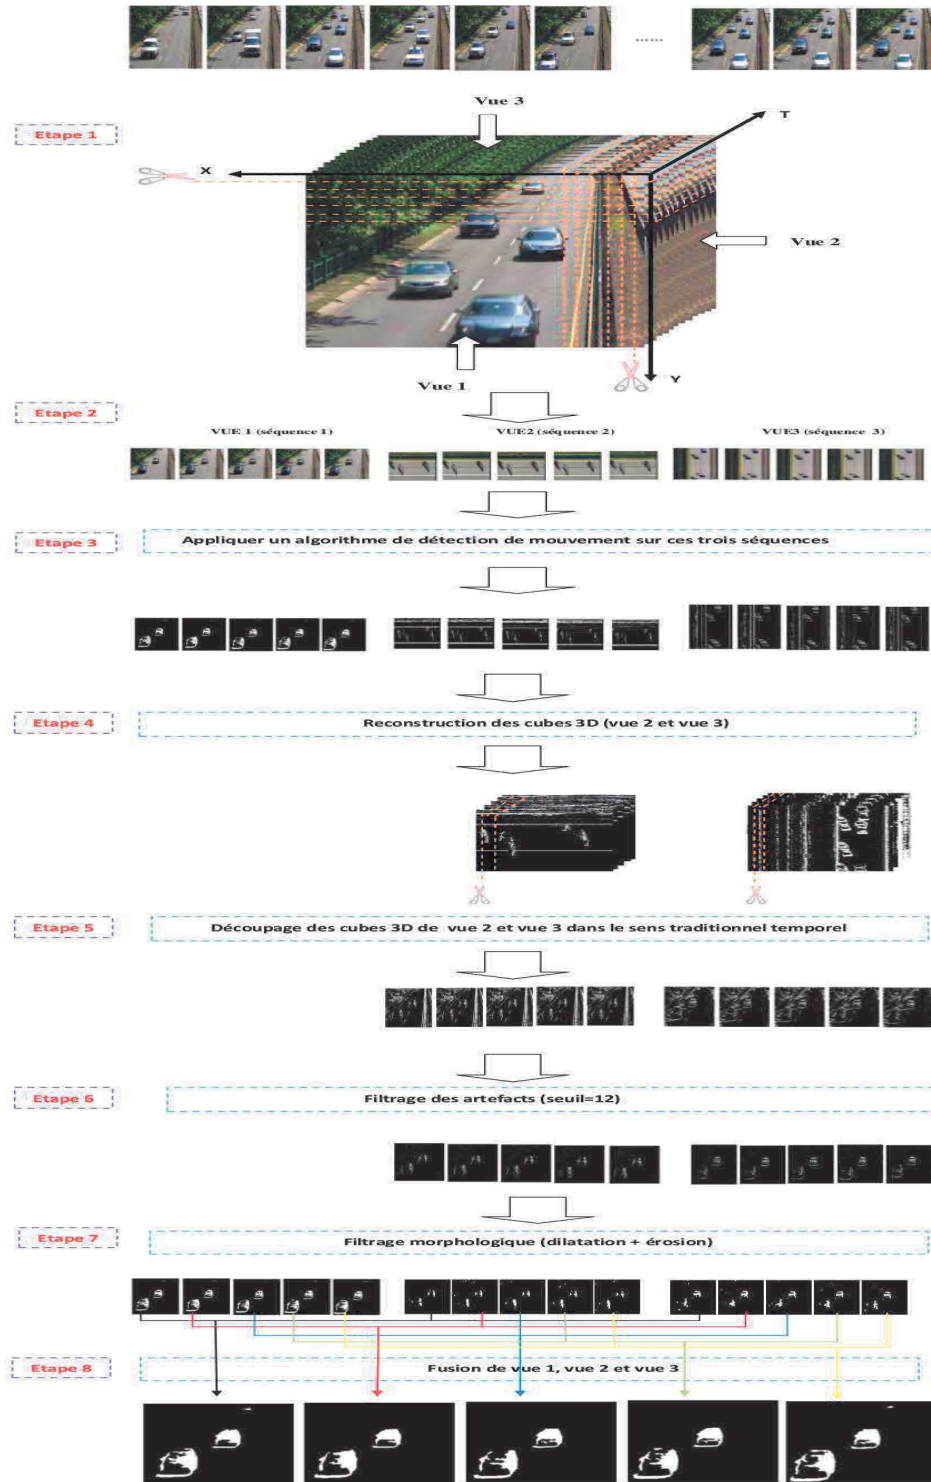 ......
Vue 3
T
Etape 1
X
Vue 2
Vue 1
Y
Etape 2
VUE 1 (séquence 1)
VUE2 (séquence 2)
VUE3 (séquence 3)
Etape 3
Appliquer un algorithme de détection de mouvement sur ces trois séquences
Etape 4
Reconstruction des cubes 3D (vue 2 et vue 3)
Etape 5
Découpage des cubes 3D de vue 2 et vue 3 dans le sens traditionnel temporel
Etape 6
Filtrage des artefacts (seuil=12)
Etape 7
Filtrage morphologique (dilatation + érosion)
Etape 8
Fusion de vue 1, vue 2 et vue 3